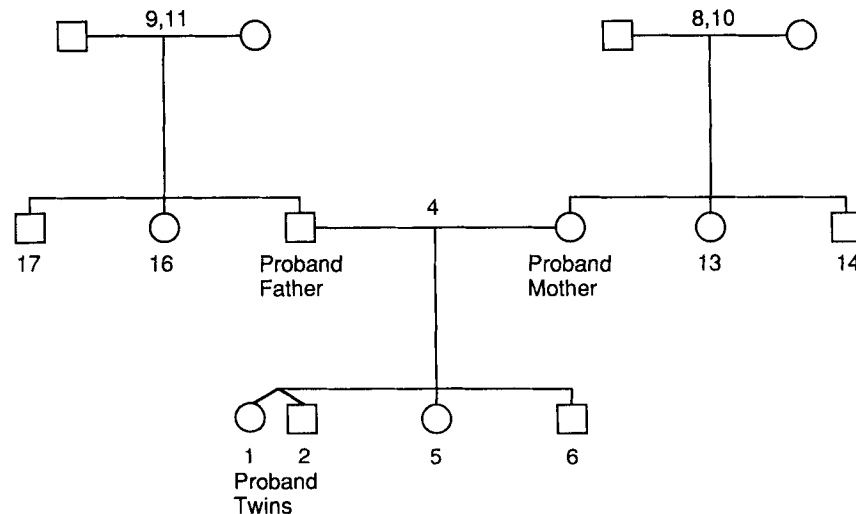 9,11
8,10
4
17
16
Proband
Father
Proband
Mother
13
14
1
2
5
6
Proband
Twins